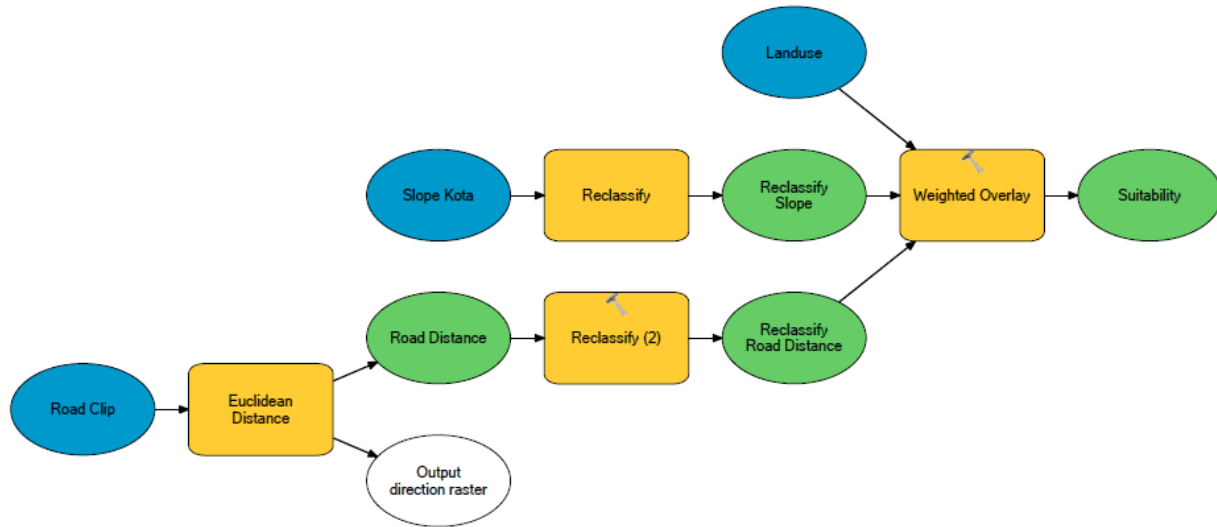 Landuse
Slope Kota
Reclassify
Reclassify
Slope
Weighted Overlay
Suitability
Road Distance
Reclassify (2)
Reclassify
Road Distance
Road Clip
Euclidean
Distance
Output
direction raster